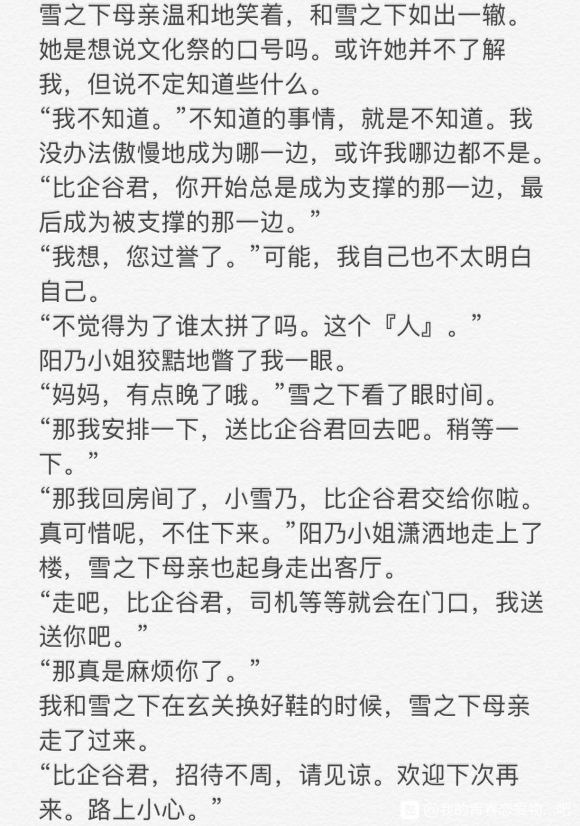 雪之下母亲温和地笑着，和雪之下如出一辙。
她是想说文化祭的口号吗。或许她并不了解
我，但说不定知道些什么。
“我不知道。”不知道的事情，就是不知道。我
没办法傲慢地成为哪一边，或许我哪边都不是。
“比企谷君，你开始总是成为支撑的那一边，最
后成为被支撑的那一边。”
“我想，您过誉了。”可能，我自己也不太明白
自己。
“不觉得为了谁太拼了吗。这个『人』。”
阳乃小姐狡黠地瞥了我一眼。
“妈妈，有点晚了哦。”雪之下看了眼时间。
“那我安排一下，送比企谷君回去吧。稍等一
下。”
“那我回房间了，小雪乃，比企谷君交给你啦。
真可惜呢，不住下来。”阳乃小姐潇洒地走上了
楼，雪之下母亲也起身走出客厅。
“走吧，比企谷君，司机等等就会在门口，我送
送你吧。”
“那真是麻烦你了。”
我和雪之下在玄关换好鞋的时候，雪之下母亲
走了过来。
“比企谷君，招待不周，请见谅。欢迎下次再
来。路上小心。”
@我的青春恋爱物...吧